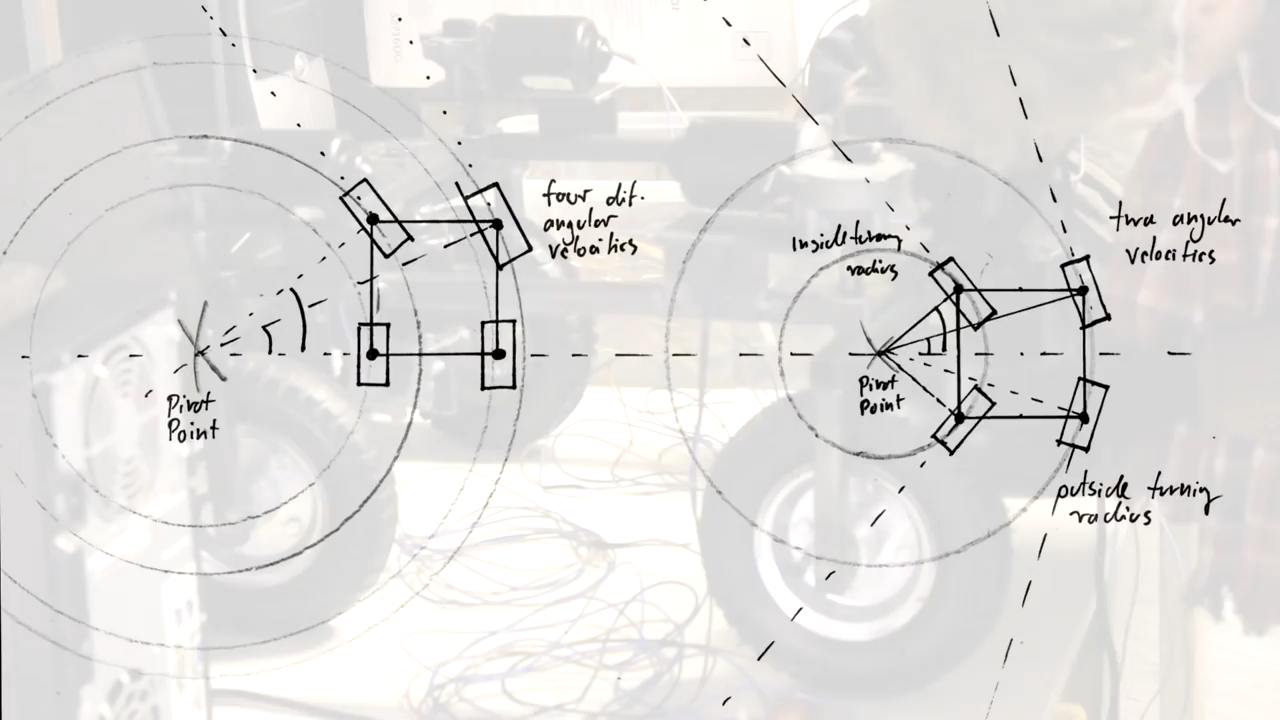 four dif.
angular
velocities
Pivot
Point
Inside turning
radius
two angular
velocities
Pivot
Point
outside turning
radius